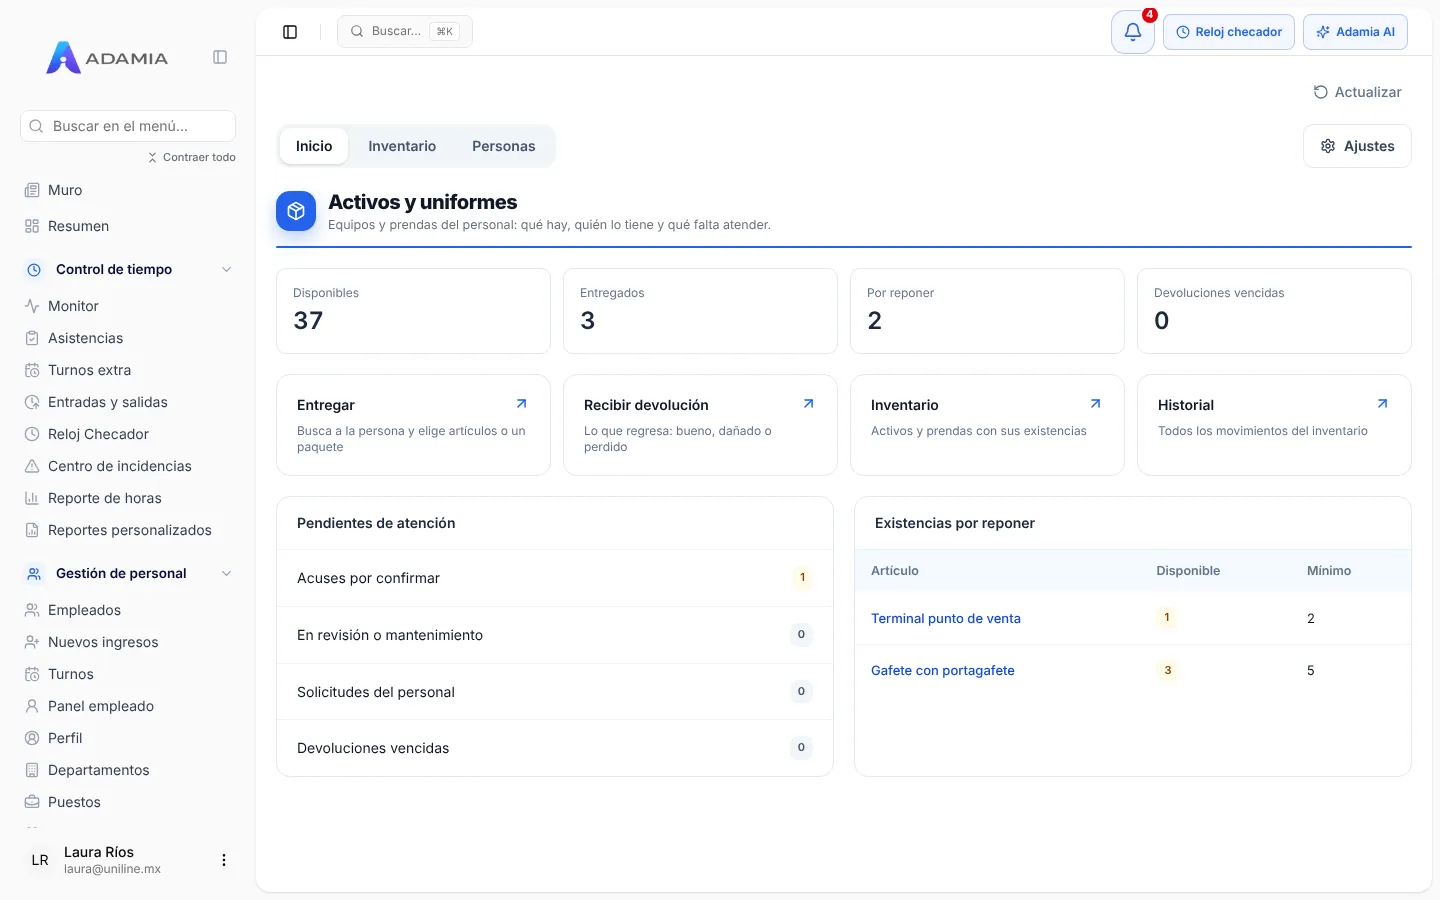 ADAMIA
Buscar en el menú...
Contraer todo
Muro
Resumen
Control de tiempo
Monitor
Asistencias
Turnos extra
Entradas y salidas
Reloj Checador
Centro de incidencias
Reporte de horas
Reportes personalizados
Gestión de personal
Empleados
Nuevos ingresos
Turnos
Panel empleado
Perfil
Departamentos
Puestos
LR
Laura Ríos
laura@uniline.mx
Buscar...
⌘K
4
Reloj checador
Adamia AI
Actualizar
Inicio
Inventario
Personas
Ajustes
Activos y uniformes
Equipos y prendas del personal: qué hay, quién lo tiene y qué falta atender.
Disponibles
37
Entregados
3
Por reponer
2
Devoluciones vencidas
0
Entregar
Busca a la persona y elige artículos o un
paquete
Recibir devolución
Lo que regresa: bueno, dañado o
perdido
Inventario
Activos y prendas con sus existencias
Historial
Todos los movimientos del inventario
Pendientes de atención
Acuses por confirmar 1
En revisión o mantenimiento 0
Solicitudes del personal 0
Devoluciones vencidas 0
Existencias por reponer
Artículo Disponible Mínimo
Terminal punto de venta 1 2
Gafete con portagafete 3 5